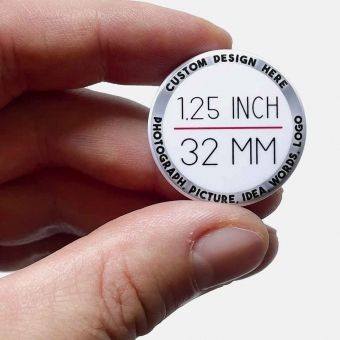 CUSTOM DESIGN HERE
1.25 INCH
32 MM
PHOTOGRAPH, PICTURE, IDEA, WORDS, LOGO